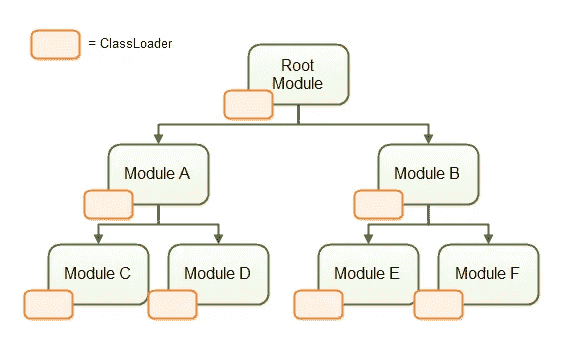 = ClassLoader
Root
Module
Module A
Module B
Module C
Module D
Module E
Module F